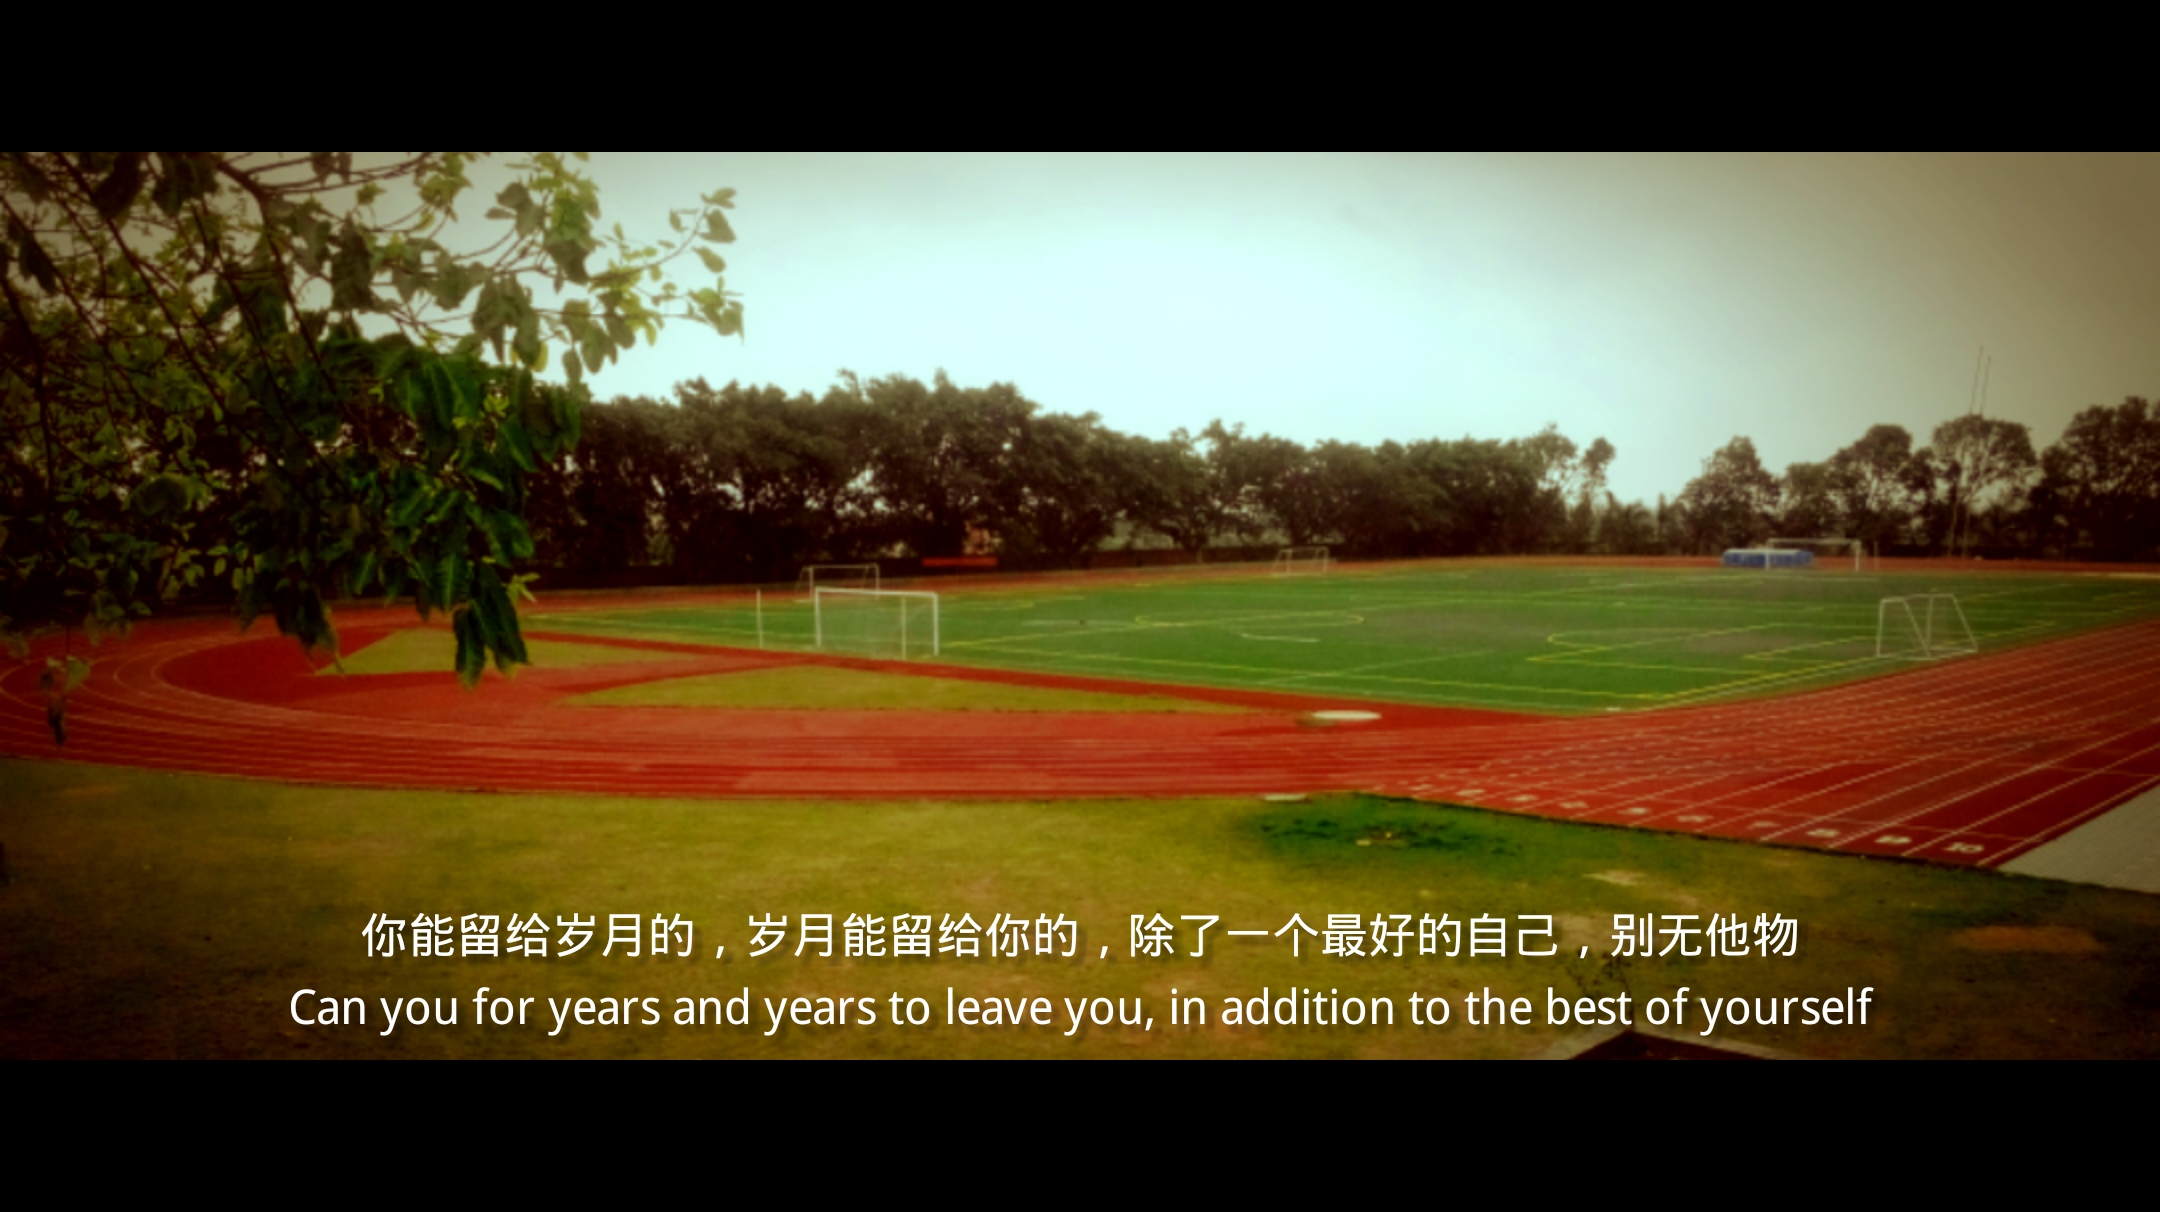 你能留给岁月的，岁月能留给你的，除了一个最好的自己，别无他物
Can you for years and years to leave you, in addition to the best of yourself
10